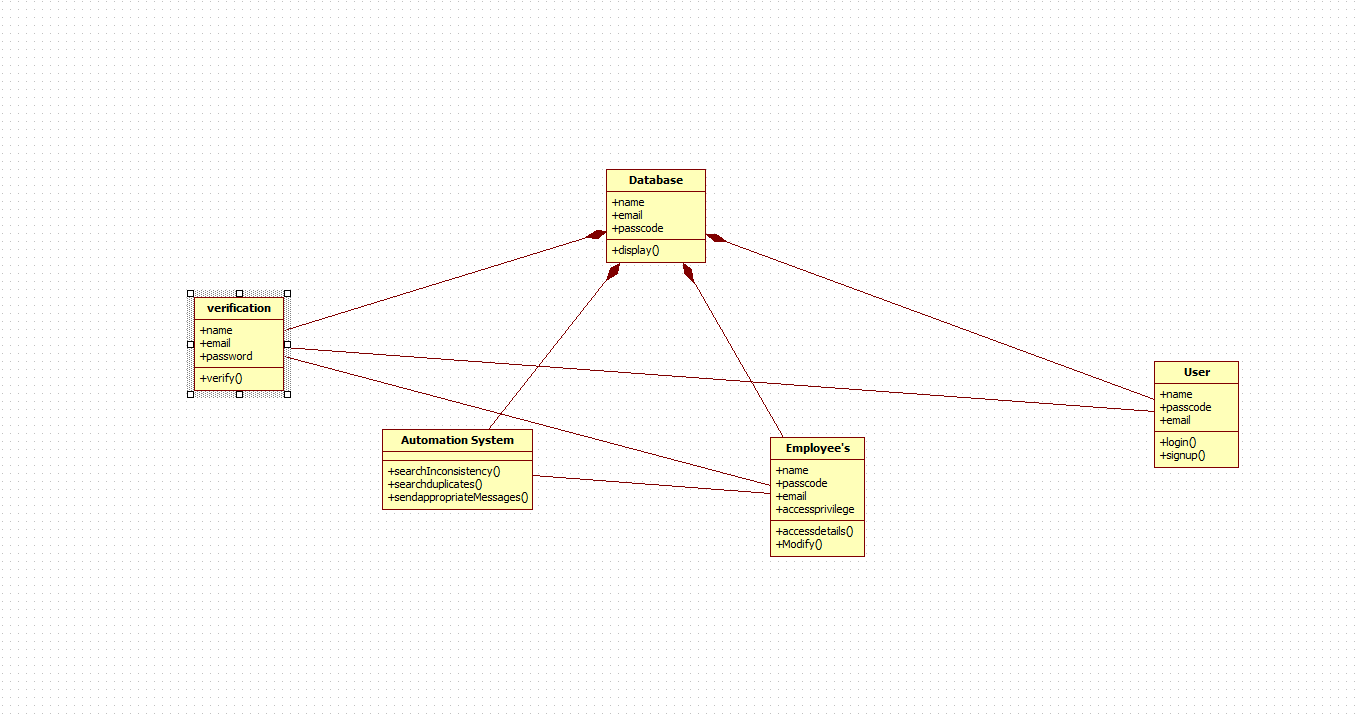 Database
+name
+email
+passcode
+display()
verification
+name
+email
+password
+verify()
User
+name
+passcode
+email
+login()
+signup()
Automation System
+searchInconsistency()
+searchduplicates()
+sendappropriateMessages()
Employee's
+name
+passcode
+email
+accessprivilege
+accessdetails()
+Modify()